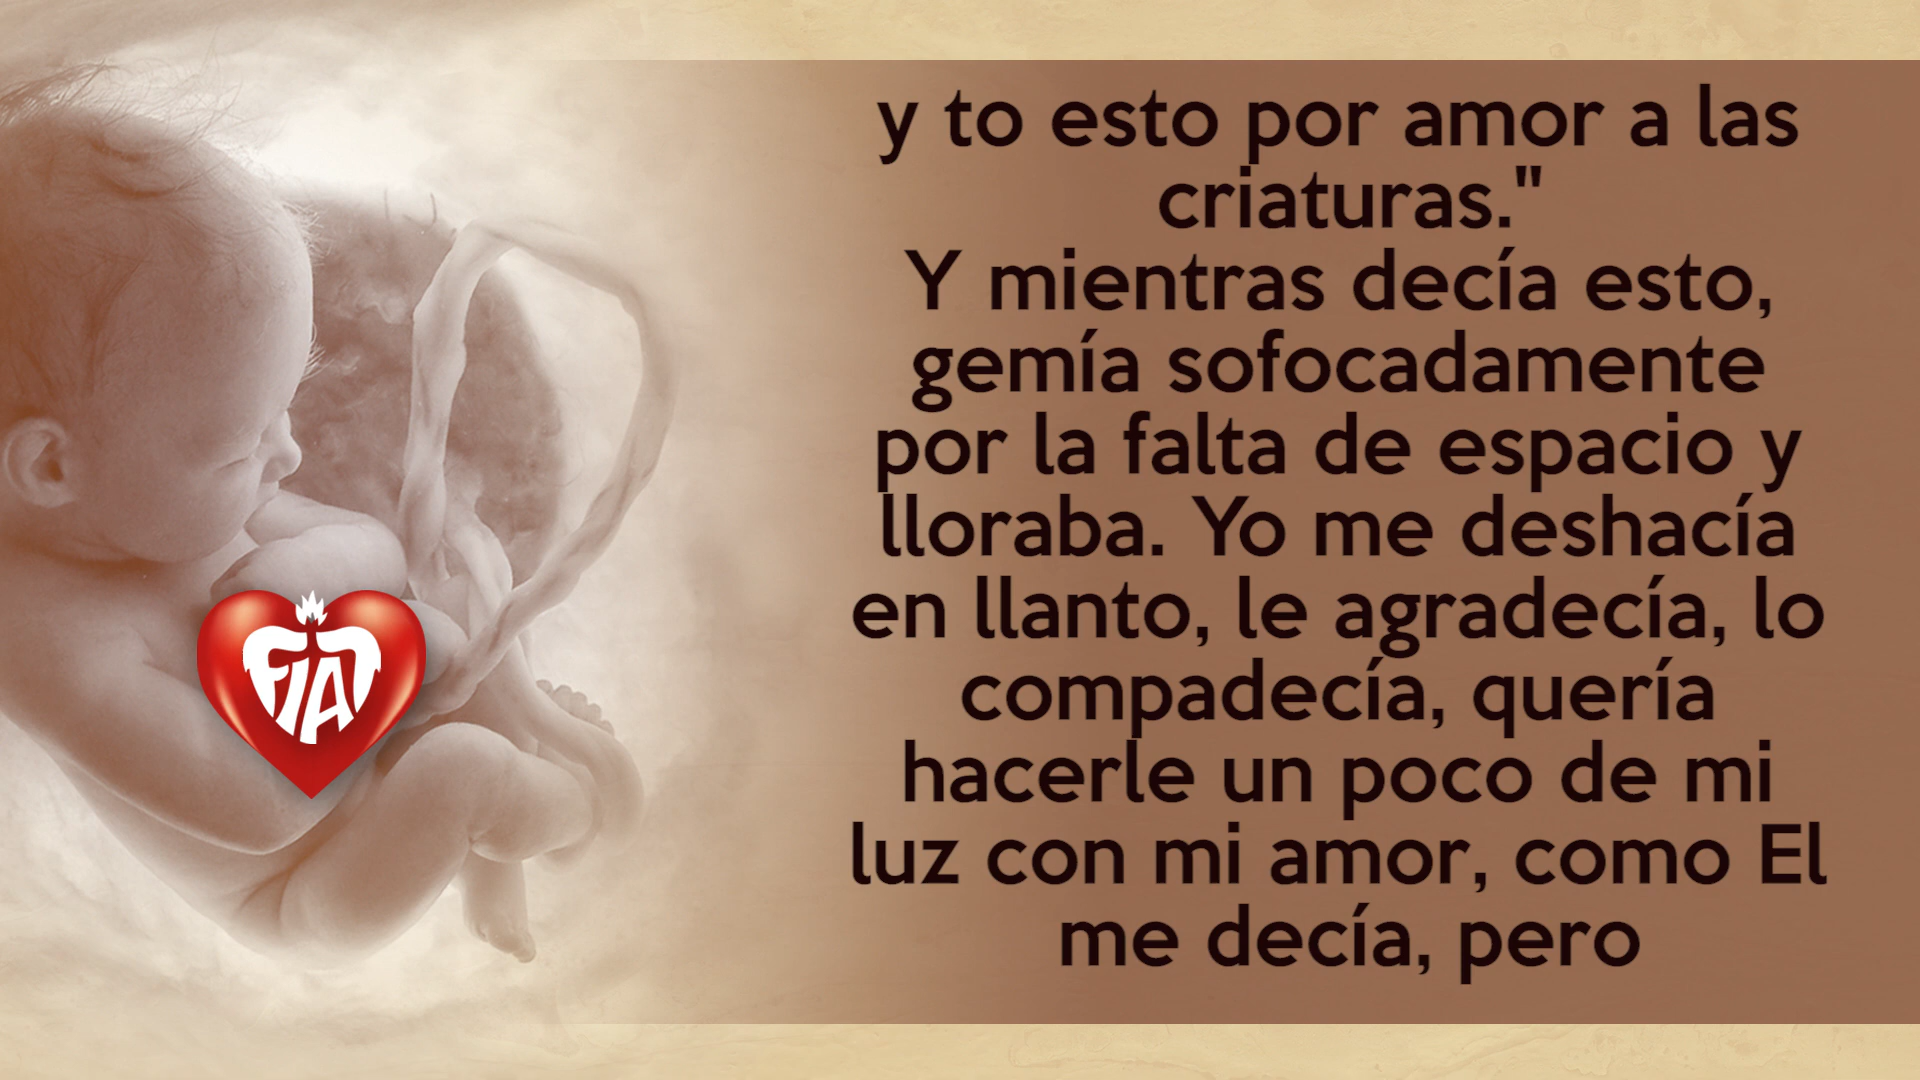 y to esto por amor a las
criaturas."
Y mientras decía esto,
gemía sofocadamente
por la falta de espacio y
lloraba. Yo me deshacía
en llanto, le agradecía, lo
compadecía, quería
hacerle un poco de mi
luz con mi amor, como El
me decía, pero
FIAT